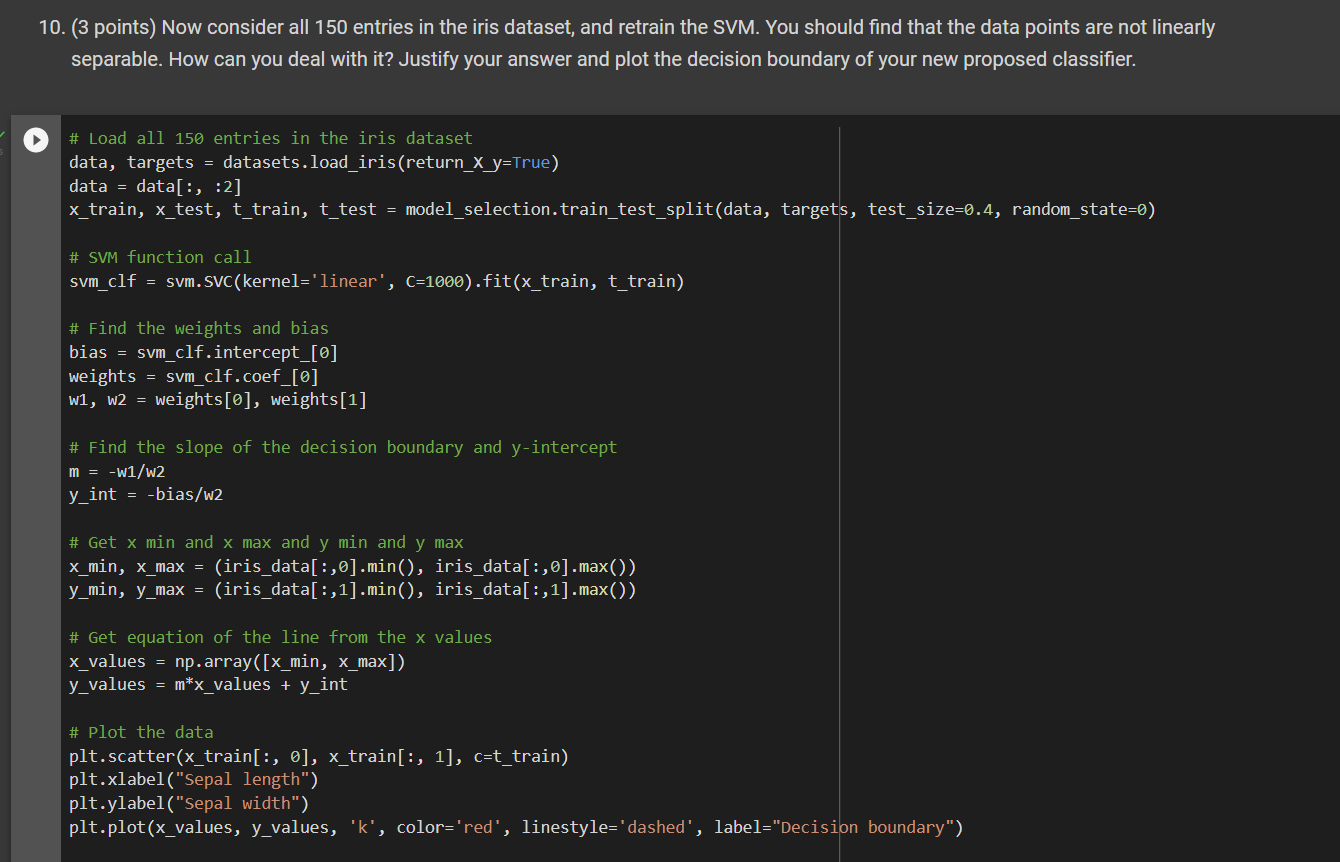 10. (3 points) Now consider all 150 entries in the iris dataset, and retrain the SVM. You should find that the data points are not linearly
separable. How can you deal with it? Justify your answer and plot the decision boundary of your new proposed classifier.
# Load all 150 entries in the iris dataset
data, targets = datasets.load_iris(return_X_y=True)
data = data[:, :2]
x_train, x_test, t_train, t_test = model_selection.train_test_split(data, targets, test_size=0.4, random_state=0)
# SVM function call
svm_clf = svm.SVC(kernel='linear', C=1000).fit(x_train, t_train)
# Find the weights and bias
bias = svm_clf.intercept_[0]
weights = svm_clf.coef_[0]
w1, w2 = weights[0], weights[1]
# Find the slope of the decision boundary and y-intercept
m = -w1/w2
y_int = -bias/w2
# Get x min and x max and y min and y max
x_min, x_max = (iris_data[:,0].min(), iris_data[:,0].max())
y_min, y_max = (iris_data[:,1].min(), iris_data[:,1].max())
# Get equation of the line from the x values
x_values = np.array([x_min, x_max])
y_values = m*x_values + y_int
# Plot the data
plt.scatter(x_train[:, 0], x_train[:, 1], c=t_train)
plt.xlabel("Sepal length")
plt.ylabel("Sepal width")
plt.plot(x_values, y_values, 'k', color='red', linestyle='dashed', label="Decision boundary")